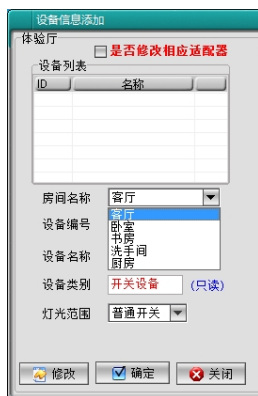 设备信息添加
体验厅
是否修改相应适配器
设备列表
ID 名称
房间名称 客厅
客厅
设备编号 卧室
书房
设备名称 洗手间
厨房
设备类别 开关设备 (只读)
灯光范围 普通开关
修改 确定 关闭